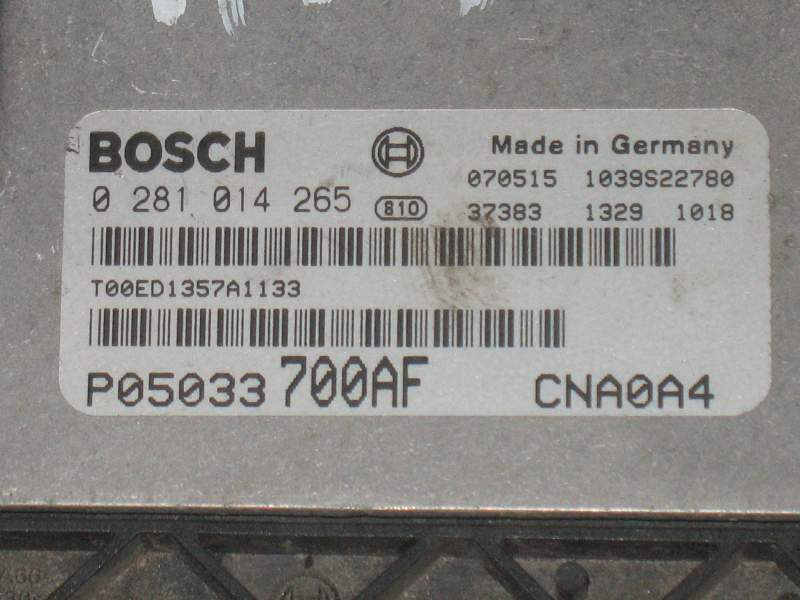 BOSCH
Made in Germany
070515 1039S22780
0 281 014 265 810 37383 1329 1018
T00ED1357A1133
P05033 700AF CNA0A4